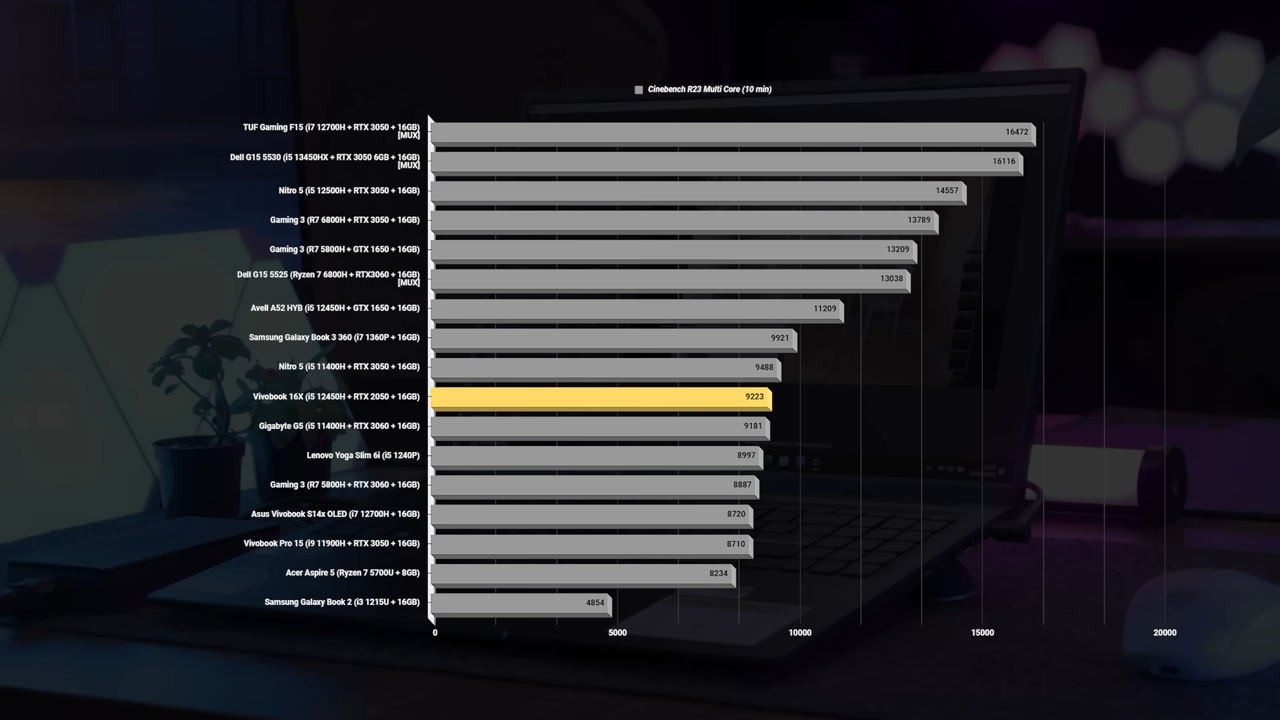 Cinebench R23 Multi Core (10 min)
TUF Gaming F15 (i7 12700H + RTX 3050 + 16GB)
[MUX]
16472
Dell G15 5530 (i5 13450HX + RTX 3050 6GB + 16GB)
[MUX]
16116
Nitro 5 (i5 12500H + RTX 3050 + 16GB)
14557
Gaming 3 (R7 6800H + RTX 3050 + 16GB)
13789
Gaming 3 (R7 5800H + GTX 1650 + 16GB)
13209
Dell G15 5525 (Ryzen 7 6800H + RTX3060 + 16GB)
[MUX]
13038
Avell A52 HYB (i5 12450H + GTX 1650 + 16GB)
11209
Samsung Galaxy Book 3 360 (i7 1360P + 16GB)
9921
Nitro 5 (i5 11400H + RTX 3050 + 16GB)
9488
Vivobook 16X (i5 12450H + RTX 2050 + 16GB)
9223
Gigabyte G5 (i5 11400H + RTX 3060 + 16GB)
9181
Lenovo Yoga Slim 6i (i5 1240P)
8997
Gaming 3 (R7 5800H + RTX 3060 + 16GB)
8887
Asus Vivobook S14x OLED (i7 12700H + 16GB)
8720
Vivobook Pro 15 (i9 11900H + RTX 3050 + 16GB)
8710
Acer Aspire 5 (Ryzen 7 5700U + 8GB)
8234
Samsung Galaxy Book 2 (i3 1215U + 16GB)
4854
0 5000 10000 15000 20000